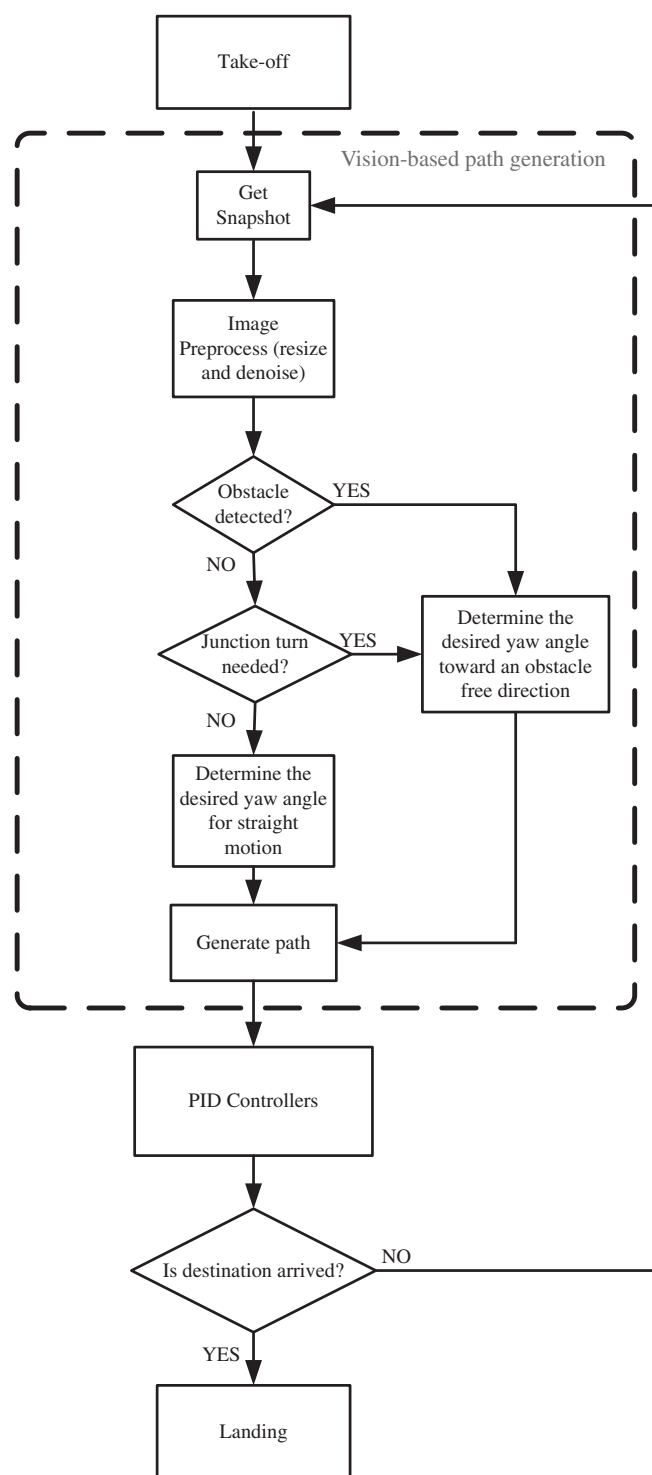 Take-off
Vision-based path generation
Get
Snapshot
Image
Preprocess (resize
and denoise)
Obstacle
detected?
YES
NO
Junction turn
needed?
YES
Determine the
desired yaw angle
toward an obstacle
free direction
NO
Determine the
desired yaw angle
for straight
motion
Generate path
PID Controllers
Is destination arrived?
NO
YES
Landing